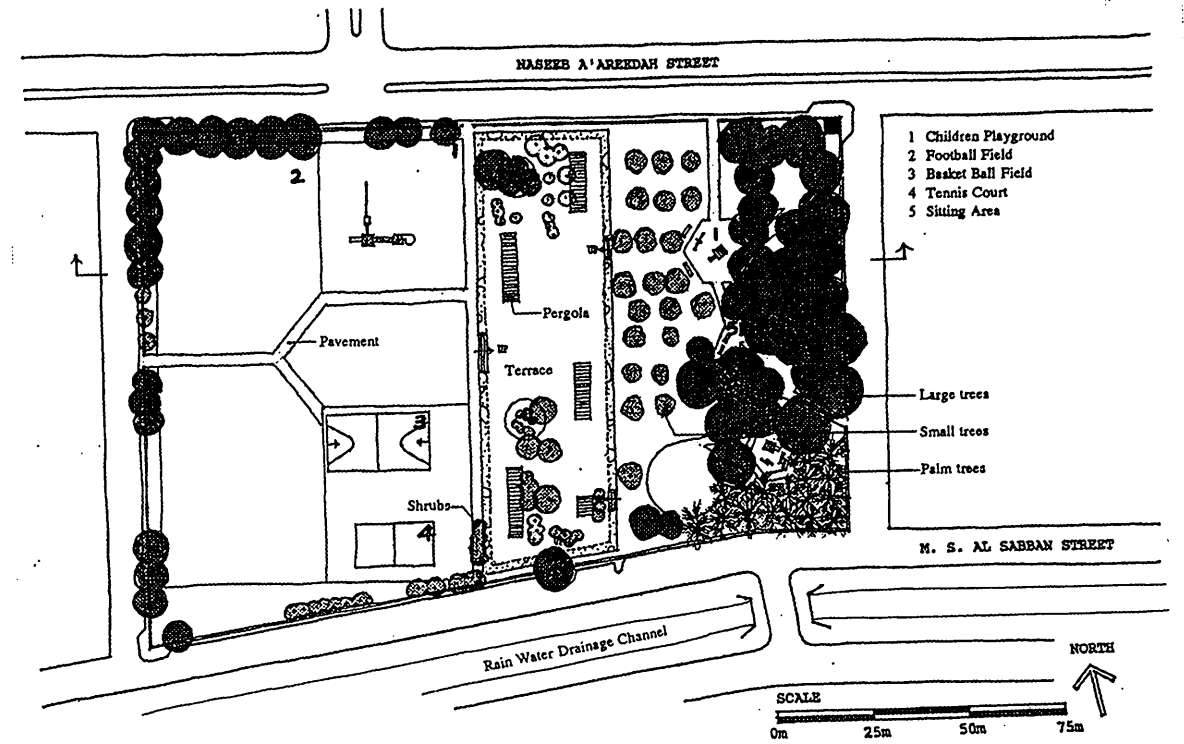 NASEEB A'AREEDAH STREET
1 Children Playground
2 Football Field
3 Basket Ball Field
4 Tennis Court
5 Sitting Area
1
2
Pergola
Pavement
Terrace
5
Large trees
3
Small trees
Palm trees
Shrubs
4
M. S. AL SABBAN STREET
Rain Water Drainage Channel
NORTH
SCALE
0m 25m 50m 75m